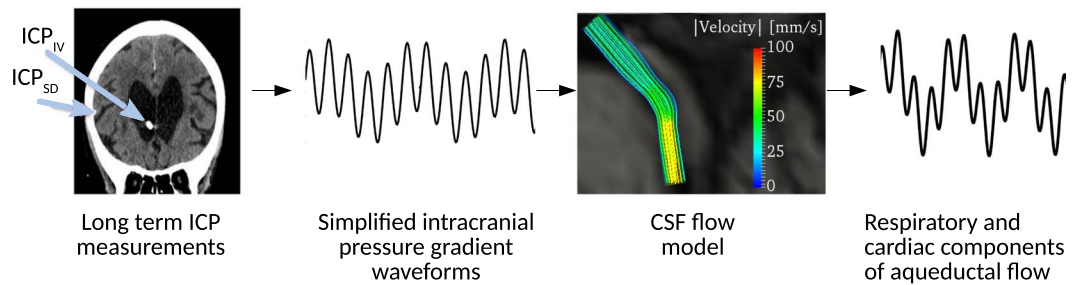 ICP_IV
ICP_SD
|Velocity| [mm/s]
100
75
50
25
0
Long term ICP
measurements
Simplified intracranial
pressure gradient
waveforms
CSF flow
model
Respiratory and
cardiac components
of aqueductal flow